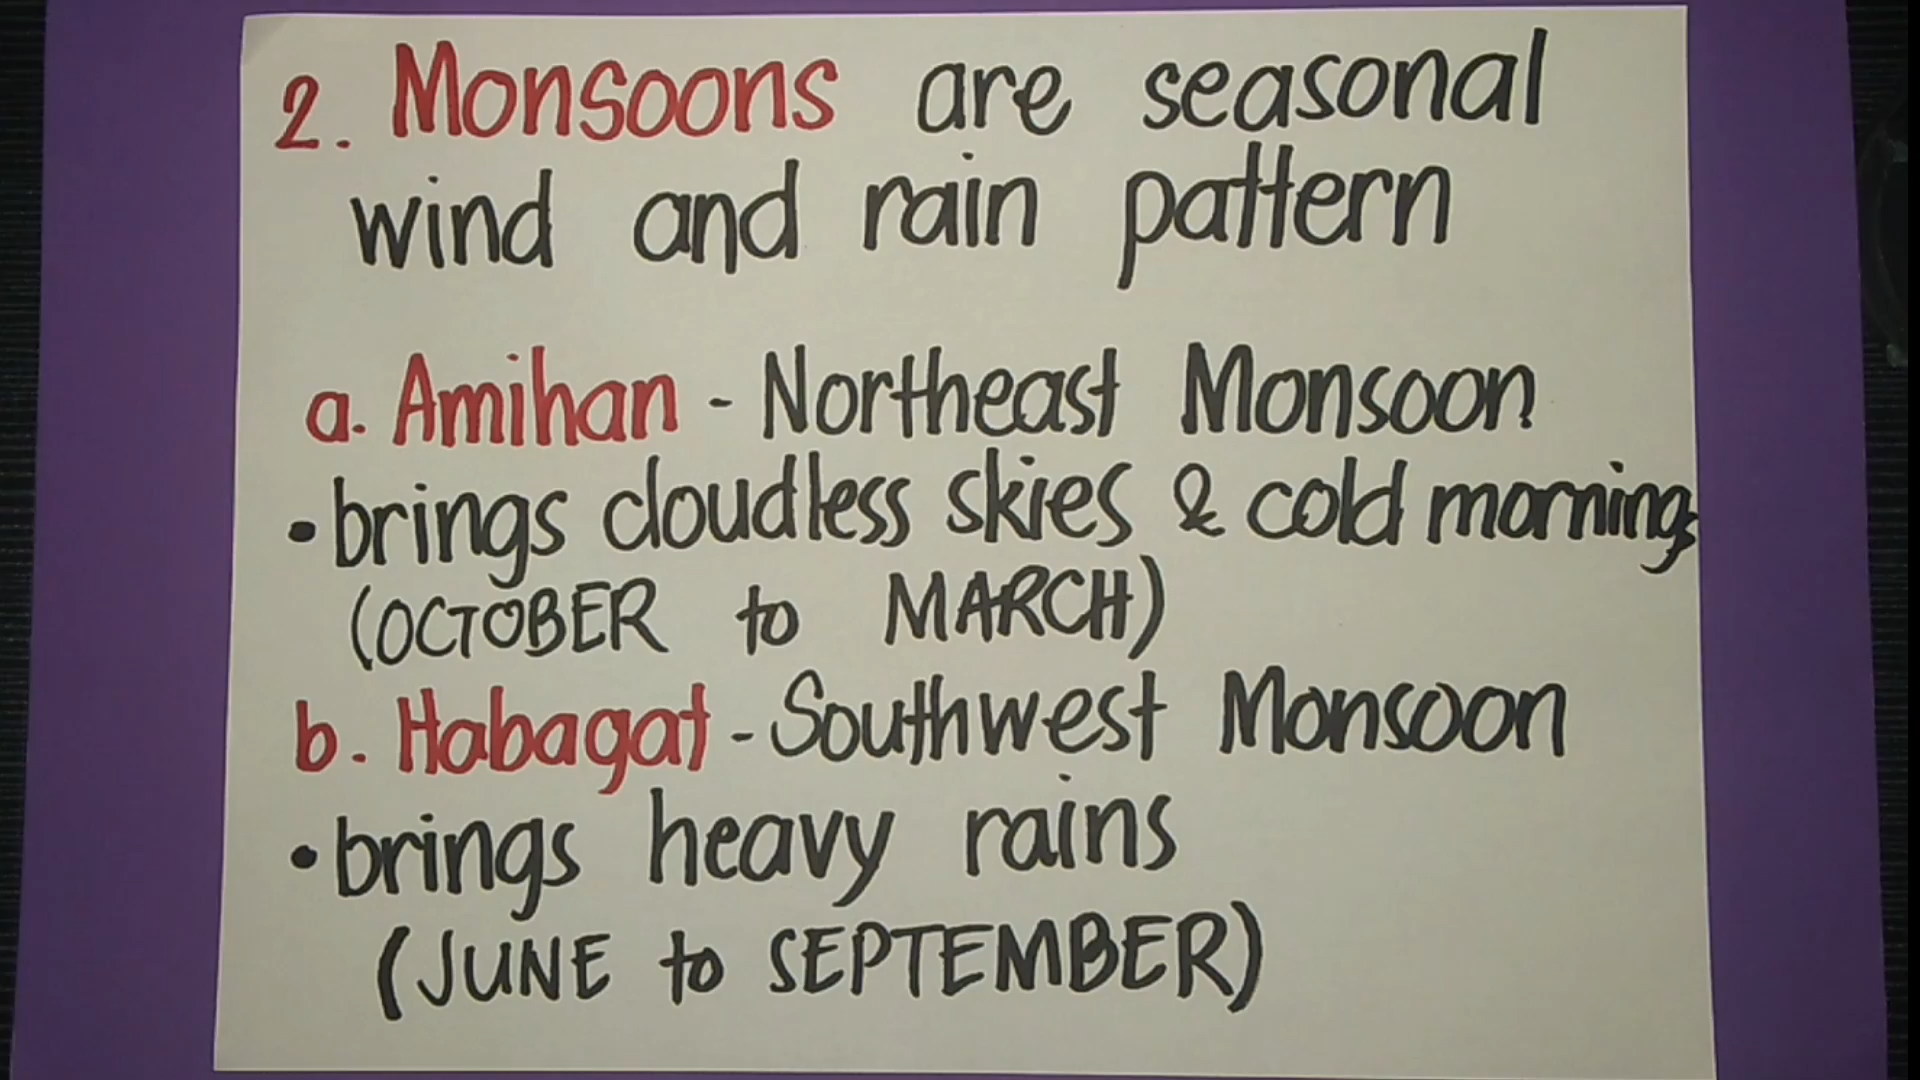 2. Monsoons are seasonal
wind and rain pattern
a. Amihan - Northeast Monsoon
• brings cloudless skies & cold mornings
(OCTOBER to MARCH)
b. Habagat - Southwest Monsoon
• brings heavy rains
(JUNE to SEPTEMBER)